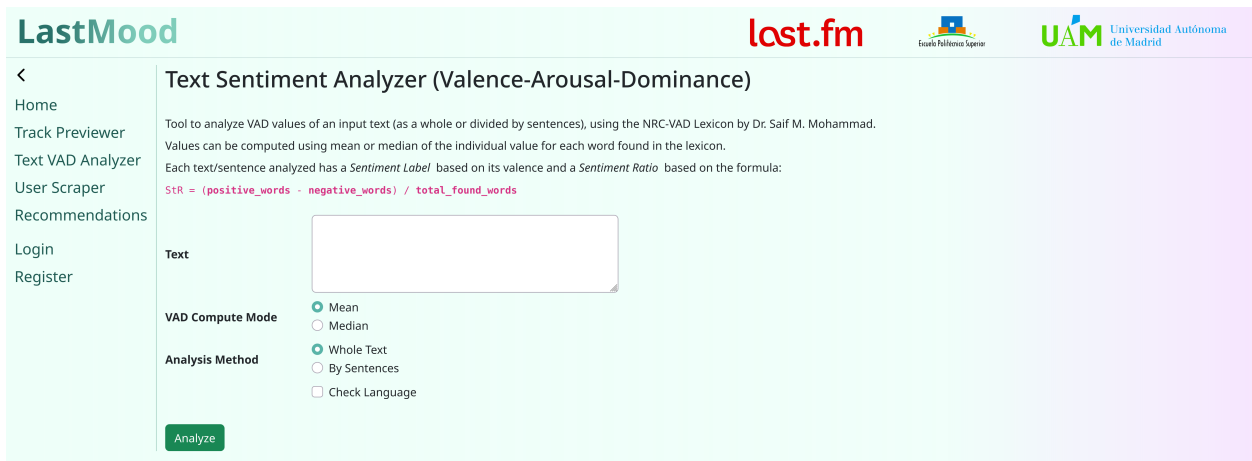 LastMood
last.fm
Escuela Politécnica Superior
UAM Universidad Autónoma
de Madrid
Home
Track Previewer
Text VAD Analyzer
User Scraper
Recommendations
Login
Register
Text Sentiment Analyzer (Valence-Arousal-Dominance)
Tool to analyze VAD values of an input text (as a whole or divided by sentences), using the NRC-VAD Lexicon by Dr. Saif M. Mohammad.
Values can be computed using mean or median of the individual value for each word found in the lexicon.
Each text/sentence analyzed has a Sentiment Label based on its valence and a Sentiment Ratio based on the formula:
StR = (positive_words - negative_words) / total_found_words
Text
VAD Compute Mode
Mean
Median
Analysis Method
Whole Text
By Sentences
Check Language
Analyze